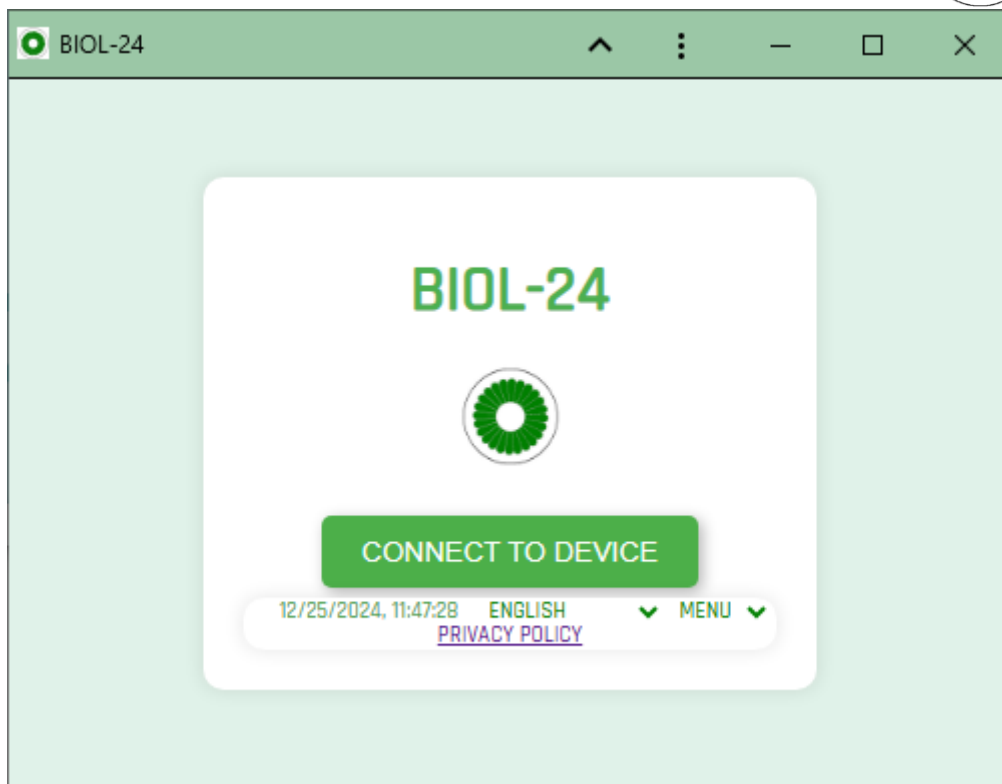 BIOL-24
BIOL-24
CONNECT TO DEVICE
12/25/2024, 11:47:28 ENGLISH MENU
PRIVACY POLICY